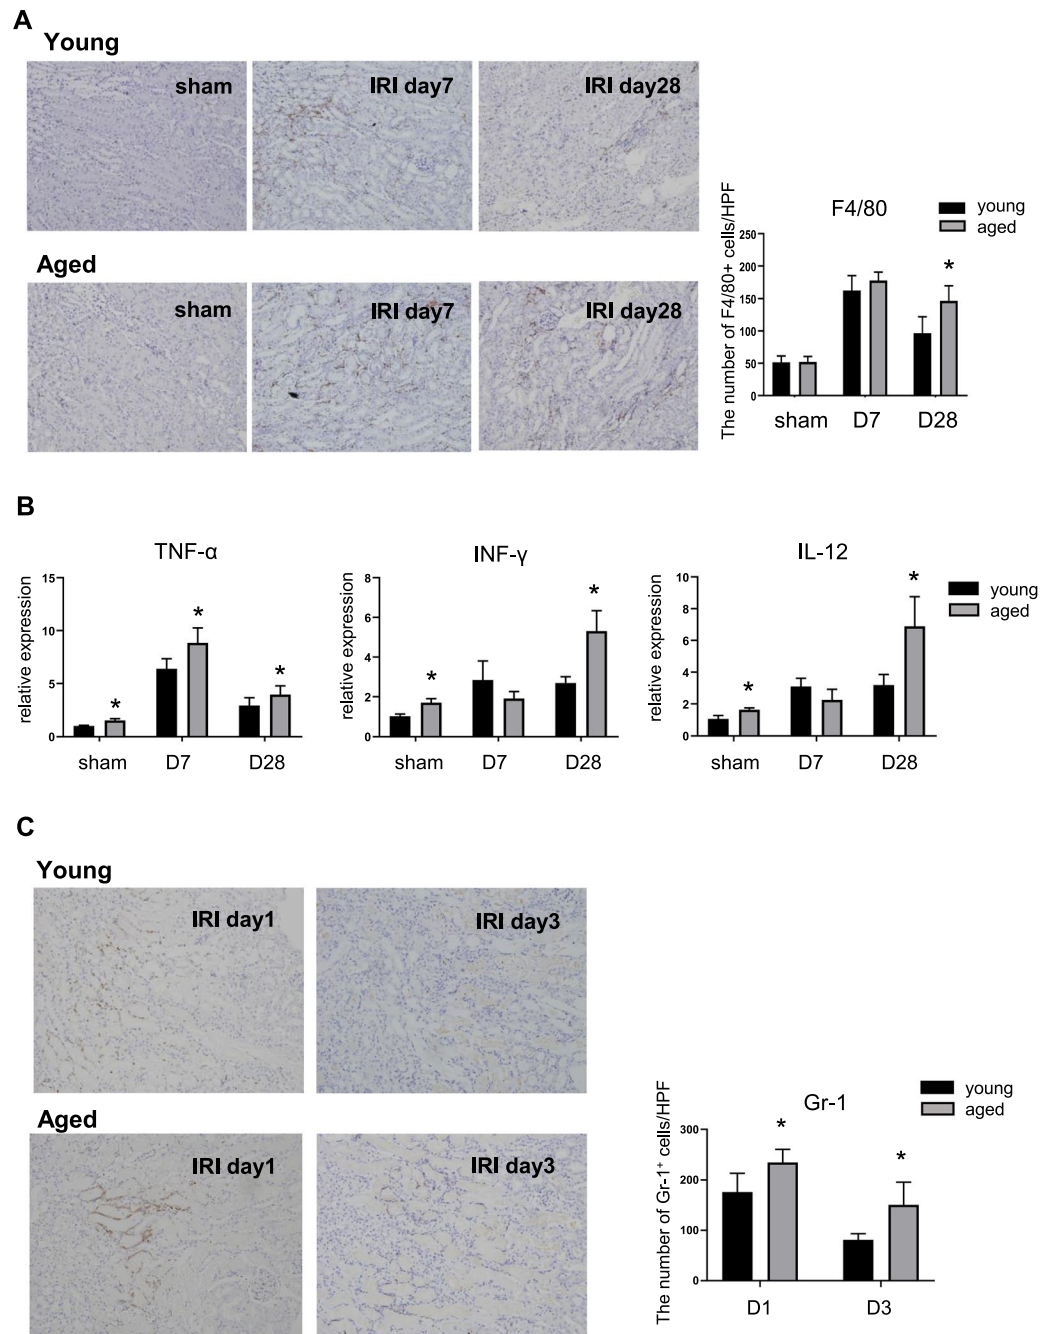 A
Young
sham
IRI day7
IRI day28
Aged
sham
IRI day7
IRI day28
F4/80
young
aged
The number of F4/80+ cells/HPF
250
200
150
100
50
0
*
sham D7 D28
B
TNF-α
relative expression
15
10
5
0
* * *
sham D7 D28
INF-γ
relative expression
8
6
4
2
0
* *
sham D7 D28
IL-12
relative expression
10
8
6
4
2
0
* *
sham D7 D28
young
aged
C
Young
IRI day1
IRI day3
Aged
IRI day1
IRI day3
Gr-1
young
aged
The number of Gr-1⁺ cells/HPF
300
200
100
0
* *
D1 D3